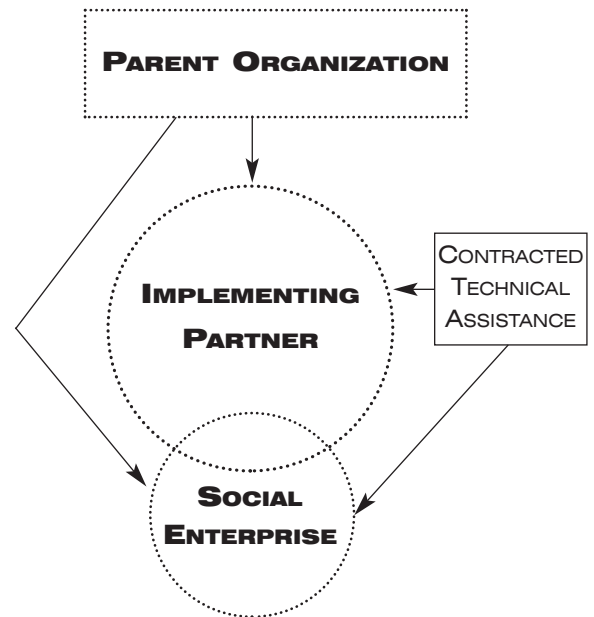 PARENT ORGANIZATION
IMPLEMENTING
PARTNER
CONTRACTED
TECHNICAL
ASSISTANCE
SOCIAL
ENTERPRISE